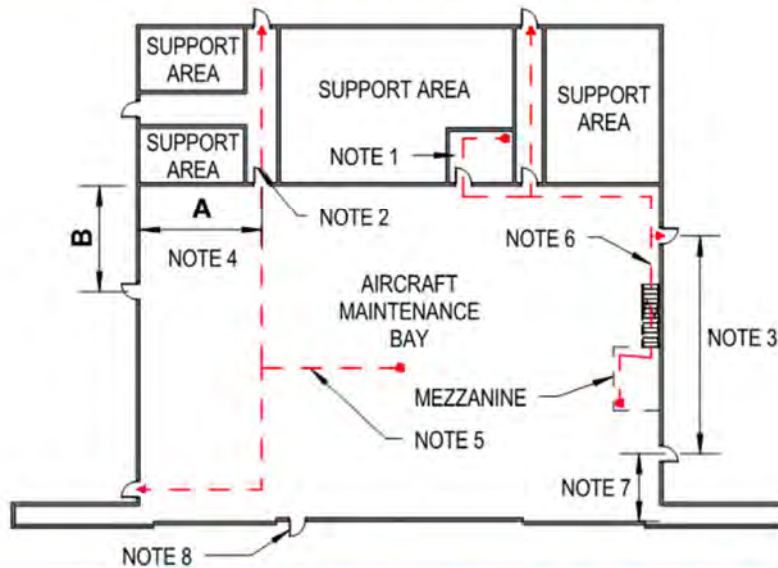 SUPPORT
AREA
SUPPORT AREA
SUPPORT
AREA
SUPPORT
AREA
NOTE 1
A
NOTE 2
B
NOTE 4
NOTE 6
AIRCRAFT
MAINTENANCE
BAY
NOTE 3
MEZZANINE
NOTE 5
NOTE 7
NOTE 8